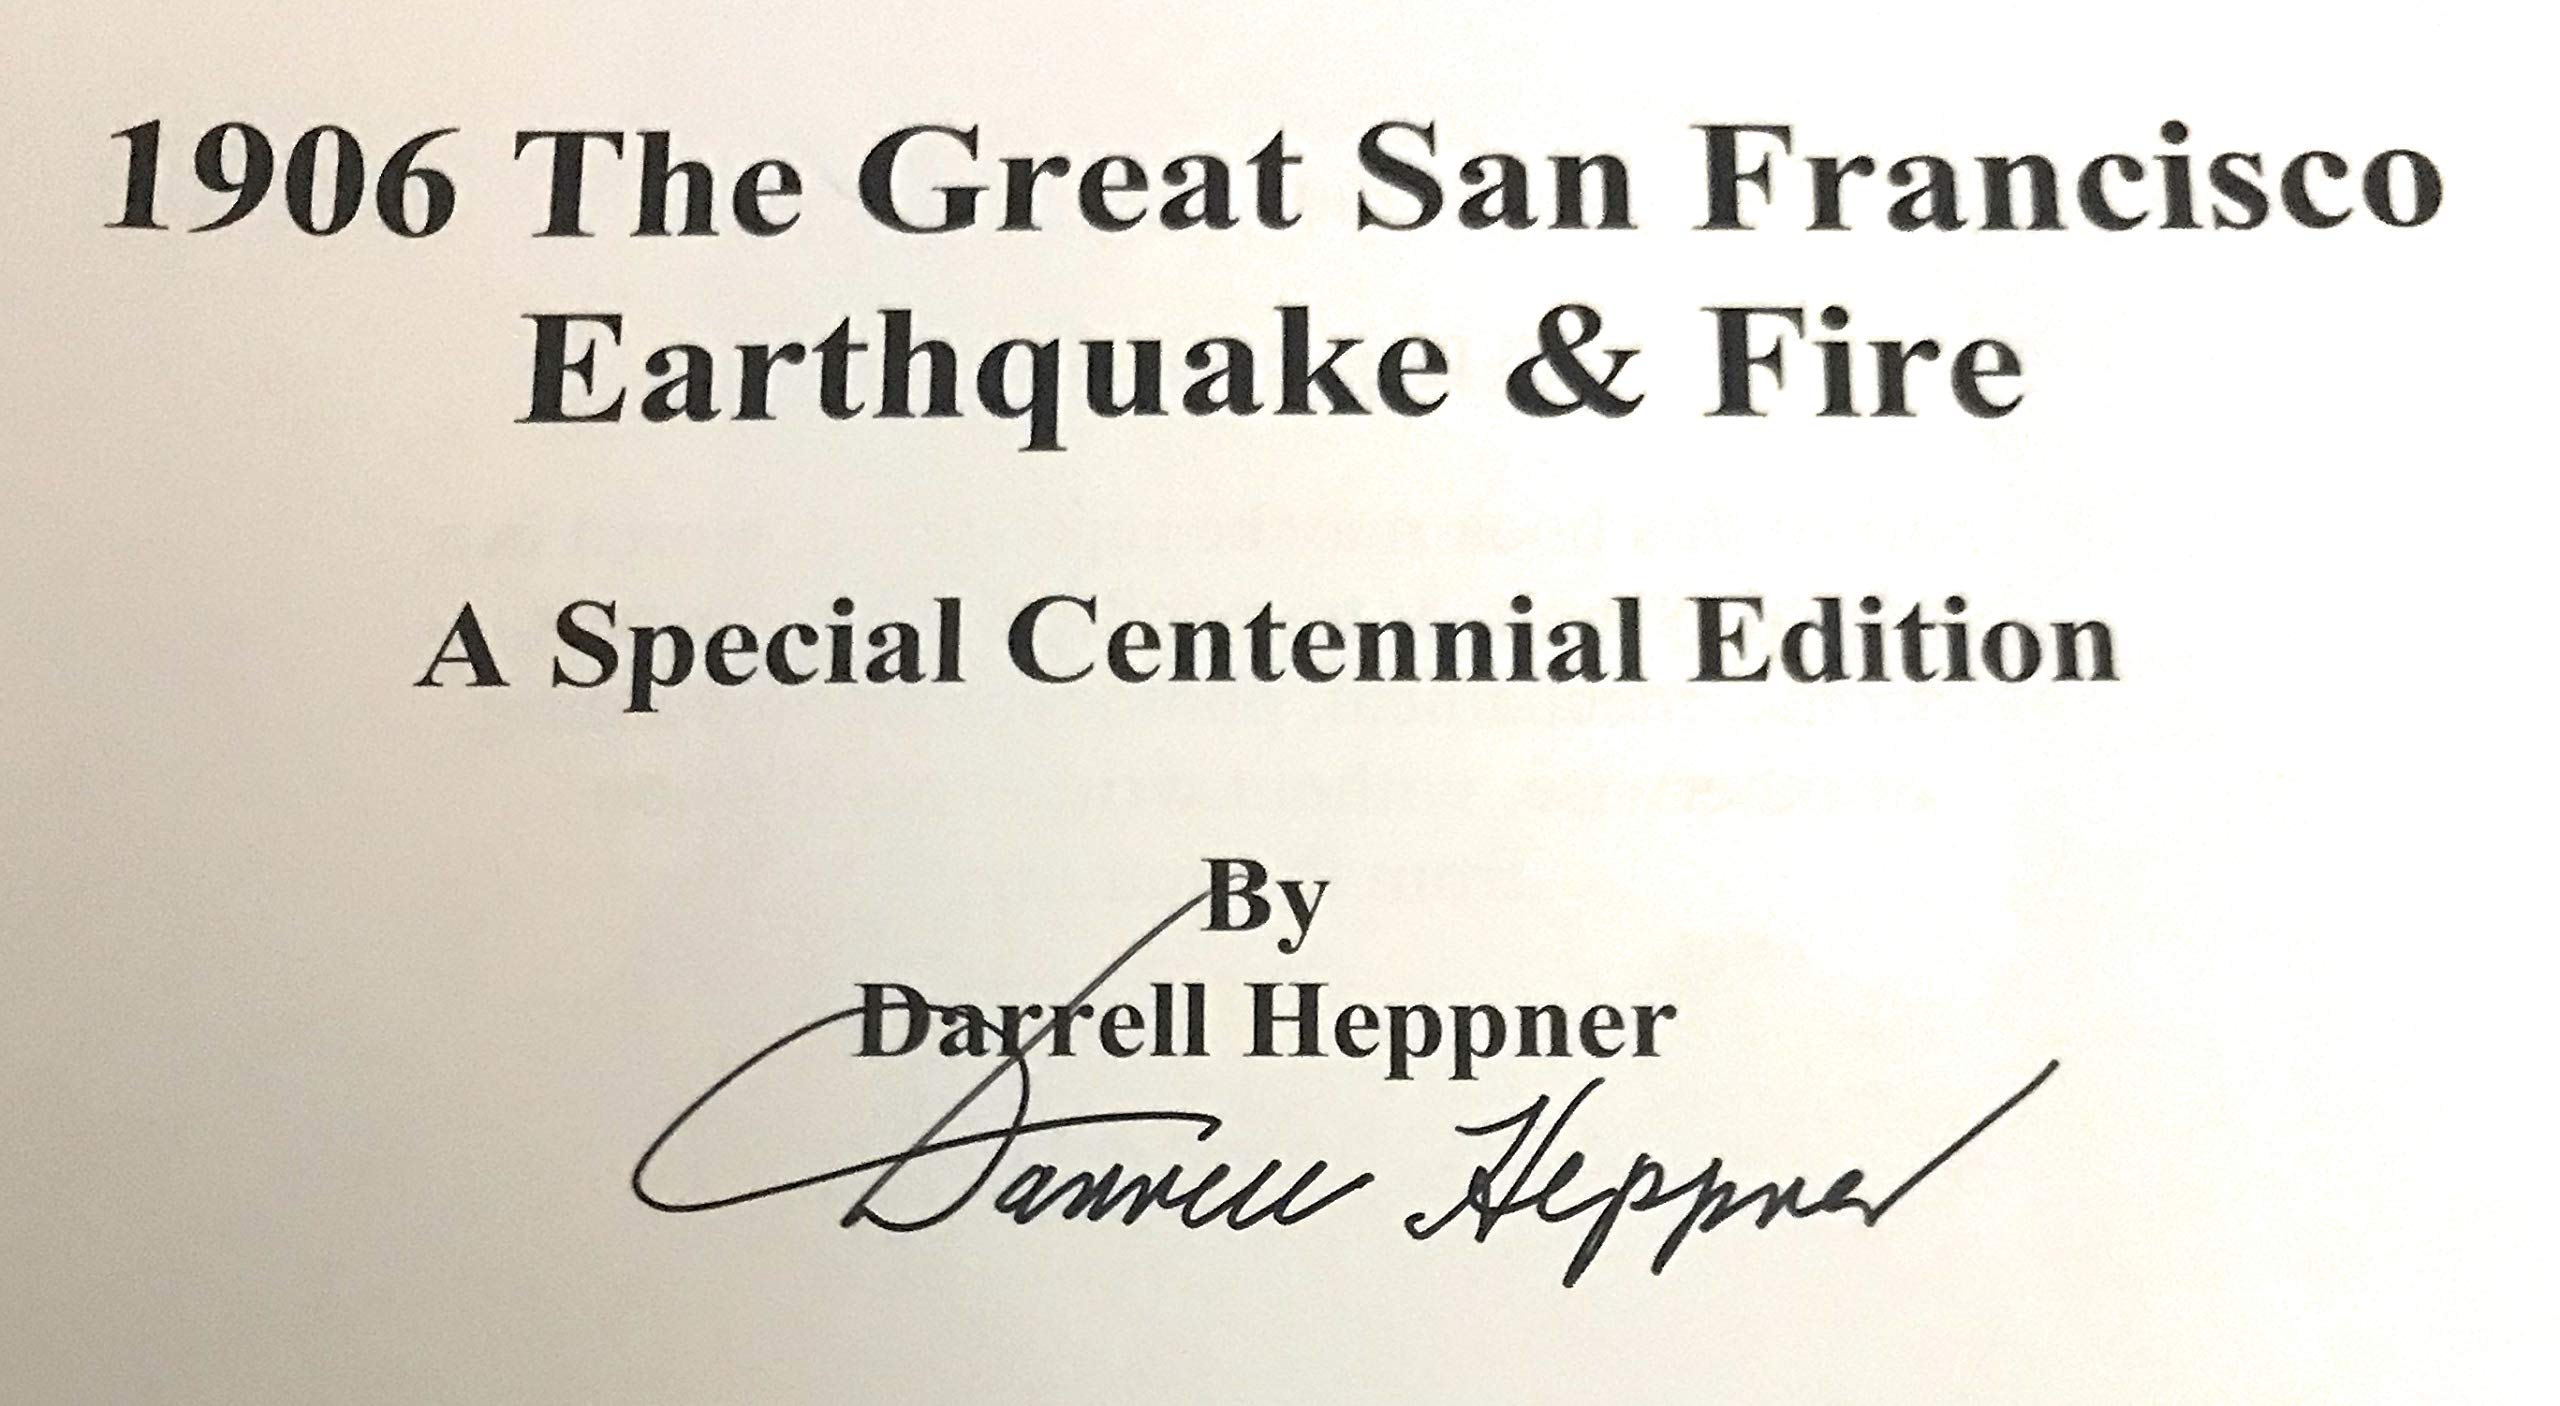 1906 The Great San Francisco
Earthquake & Fire
A Special Centennial Edition
By
Darrell Heppner
Darrell Heppner